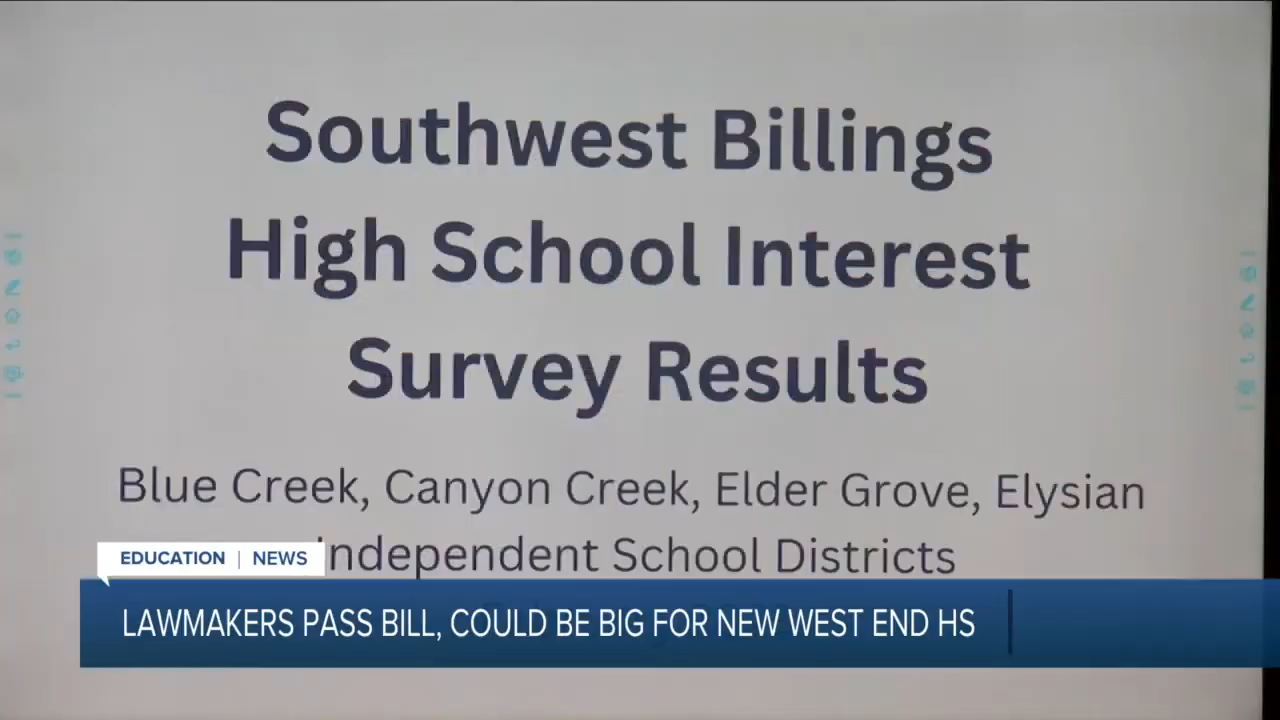 Southwest Billings
High School Interest
Survey Results
Blue Creek, Canyon Creek, Elder Grove, Elysian
Independent School Districts
EDUCATION | NEWS
LAWMAKERS PASS BILL, COULD BE BIG FOR NEW WEST END HS